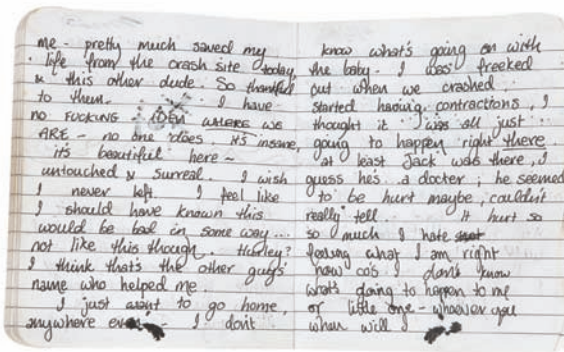 me - pretty much saved my
life from the crash site today,
& this other dude. So thankful
to them. I have
no FUCKING IDEA WHERE WE
ARE - no one does. it's insane,
it's beautiful here ~
untouched & surreal. I wish
I never left I feel like
I should have known this
would be bad in some way...
not like this though. Hurley?
I think that's the other guys'
name who helped me.
I just want to go home,
anywhere I don't
know what's going on with
the baby. I was freeked
out when we crashed
started having contractions, I
thought it was all just
going to happen right there.
at least Jack was there, I
guess he's a docter; he seemed
to be hurt maybe, couldn't
really tell. it hurt so
so much I hate
feeling what I am right
now cos I don't know
what's going to happen to me
or little one - whoever you
when will I